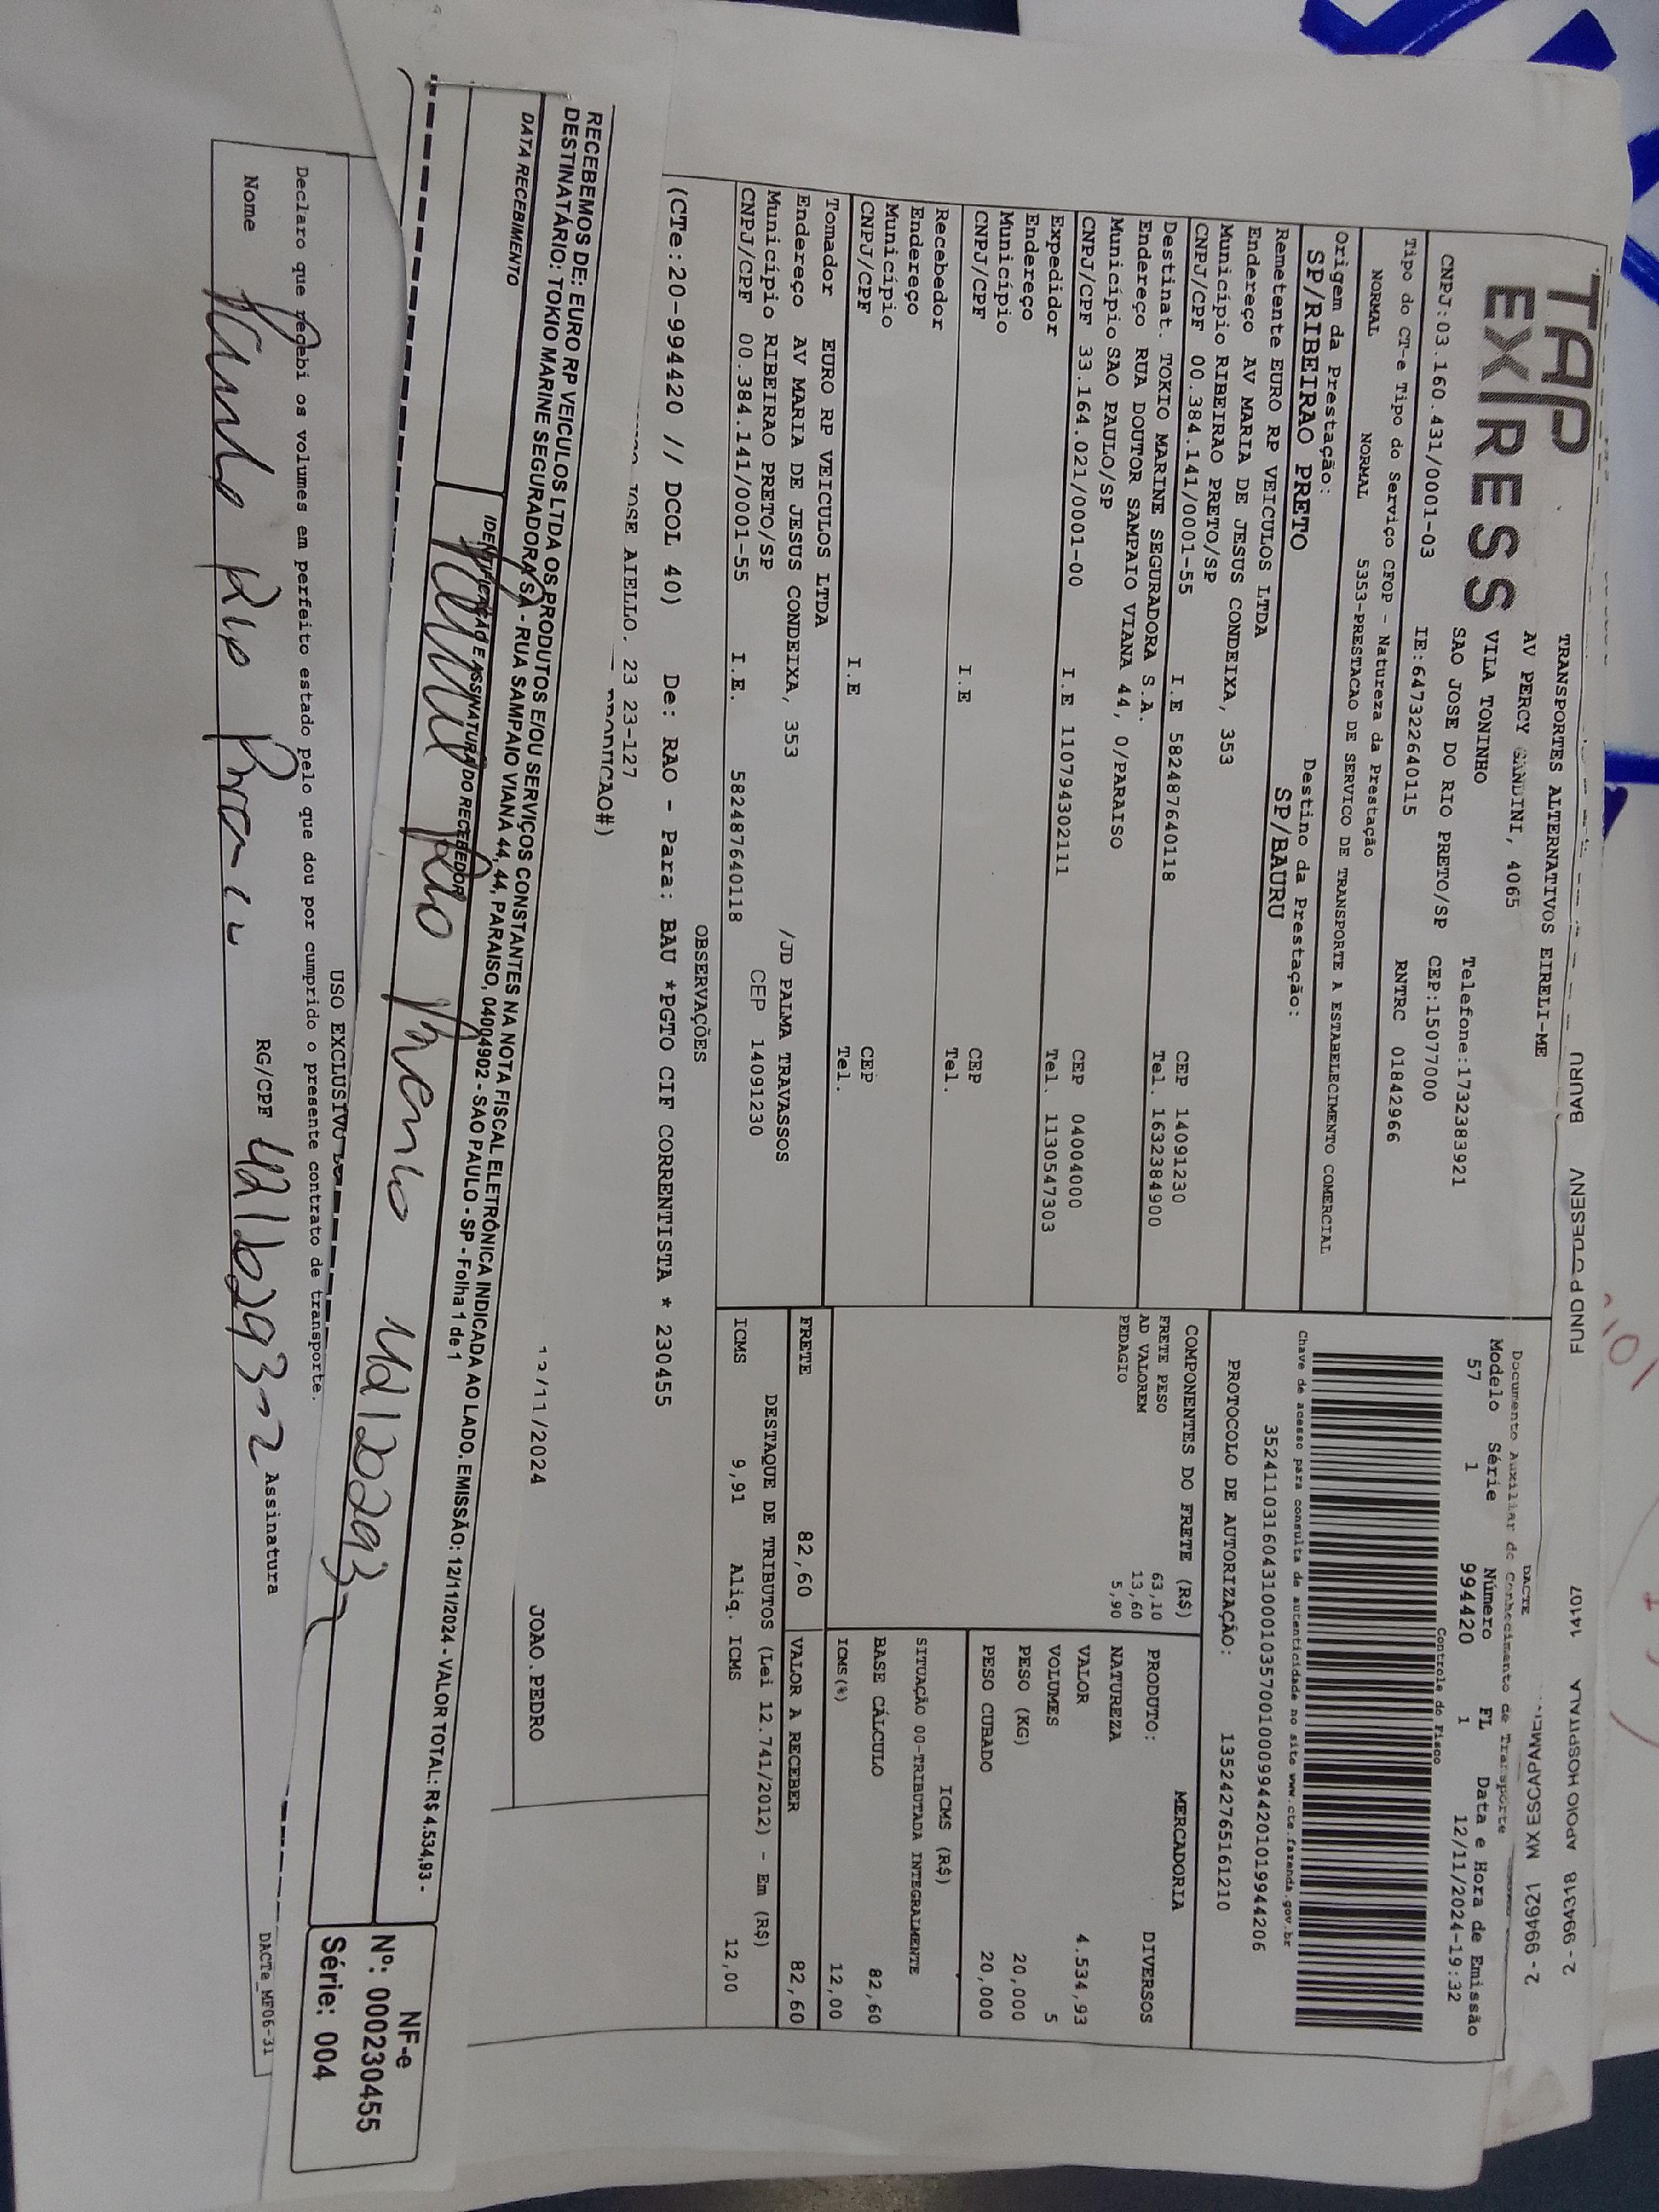 FUND P O DESENV
BAURU
14107
2 - 994318 APOIO HOSPITALA
2 - 994621 MX ESCAPAMEN
TAP
EXPRESS
TRANSPORTES ALTERNATIVOS EIRELI-ME
AV PERCY GANDINI, 4065
VILA TONINHO
SAO JOSE DO RIO PRETO/SP
Telefone:1732383921
CEP:15077000
CNPJ:03.160.431/0001-03 IE:647322640115 RNTRC 01842966
DACTE
Documento Auxiliar do Conhecimento de Transporte
Modelo Série Número FL Data e Hora de Emissão
57 1 994420 1 12/11/2024-19:32
Controle do Fisco
Tipo do CT-e Tipo do Serviço CFOP - Natureza da Prestação
NORMAL NORMAL 5353-PRESTACAO DE SERVICO DE TRANSPORTE A ESTABELECIMENTO COMERCIAL
Chave de acesso para consulta de autenticidade no site www.cte.fazenda.gov.br
35241103160431000103570010009944201019944206
PROTOCOLO DE AUTORIZAÇÃO: 135242765161210
Origem da Prestação: Destino da Prestação:
SP/RIBEIRAO PRETO SP/BAURU
Remetente EURO RP VEICULOS LTDA
Endereço AV MARIA DE JESUS CONDEIXA, 353
Município RIBEIRAO PRETO/SP CEP 14091230
CNPJ/CPF 00.384.141/0001-55 I.E 582487640118 Tel. 1632384900
Destinat. TOKIO MARINE SEGURADORA S.A.
Endereço RUA DOUTOR SAMPAIO VIANA 44, 0/PARAISO
Município SAO PAULO/SP CEP 04004000
CNPJ/CPF 33.164.021/0001-00 I.E 110794302111 Tel. 1130547303
Expedidor
Endereço
Município CEP
CNPJ/CPF I.E Tel.
Recebedor
Endereço
Município CEP
CNPJ/CPF I.E Tel.
Tomador EURO RP VEICULOS LTDA
Endereço AV MARIA DE JESUS CONDEIXA, 353 /JD PALMA TRAVASSOS
Município RIBEIRAO PRETO/SP CEP 14091230
CNPJ/CPF 00.384.141/0001-55 I.E. 582487640118
COMPONENTES DO FRETE (R$)
FRETE PESO 63,10
AD VALOREM 13,60
PEDAGIO 5,90
MERCADORIA
PRODUTO: DIVERSOS
NATUREZA
VALOR 4.534,93
VOLUMES 5
PESO (KG) 20,000
PESO CUBADO 20,000
ICMS (R$)
SITUAÇÃO 00-TRIBUTADA INTEGRALMENTE
BASE CÁLCULO 82,60
ICMS(%) 12,00
FRETE 82,60 VALOR A RECEBER 82,60
DESTAQUE DE TRIBUTOS (Lei 12.741/2012) - Em (R$)
ICMS 9,91 Aliq. ICMS 12,00
OBSERVAÇÕES
(CTe:20-994420 // DCOL 40) De: RAO - Para: BAU *PGTO CIF CORRENTISTA * 230455
JOSE AIELLO, 23 23-127
PRODUCAO#)
12/11/2024 JOAO.PEDRO
RECEBEMOS DE: EURO RP VEICULOS LTDA OS PRODUTOS E/OU SERVIÇOS CONSTANTES NA NOTA FISCAL ELETRÔNICA INDICADA AO LADO. EMISSÃO: 12/11/2024 - VALOR TOTAL: R$ 4.534,93 -
DESTINATÁRIO: TOKIO MARINE SEGURADORA SA - RUA SAMPAIO VIANA 44, 44, PARAISO, 04004902 - SAO PAULO - SP - Folha 1 de 1
DATA RECEBIMENTO
IDENTIFICAÇÃO E ASSINATURA DO RECEBEDOR
NF-e
Nº: 000230455
Série: 004
USO EXCLUSIVO
Declaro que recebi os volumes em perfeito estado pelo que dou por cumprido o presente contrato de transporte.
Nome RG/CPF Assinatura
DACTe_MF06-31